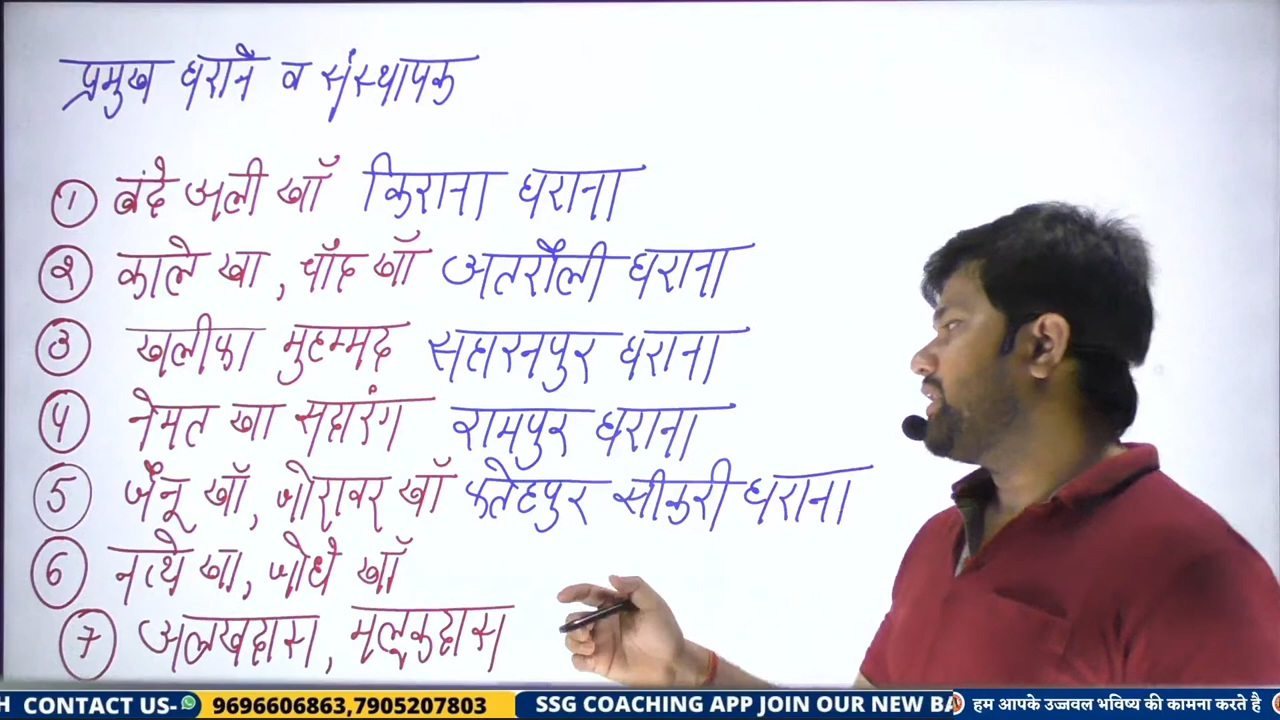 प्रमुख घराने व संस्थापक
① बंदे अली खाँ किराना घराना
② काले खा, चाँद खाँ अतरौली घराना
③ खलीफा मुहम्मद सहारनपुर घराना
④ नेमत खा सदारंग रामपुर घराना
⑤ जैनू खाँ, जोरावर खाँ फतेहपुर सीकरी घराना
⑥ नत्थे खा, जोधे खाँ
⑦ अलखदास, मलूकदास
H CONTACT US- 9696606863,7905207803 SSG COACHING APP JOIN OUR NEW BA हम आपके उज्जवल भविष्य की कामना करते है